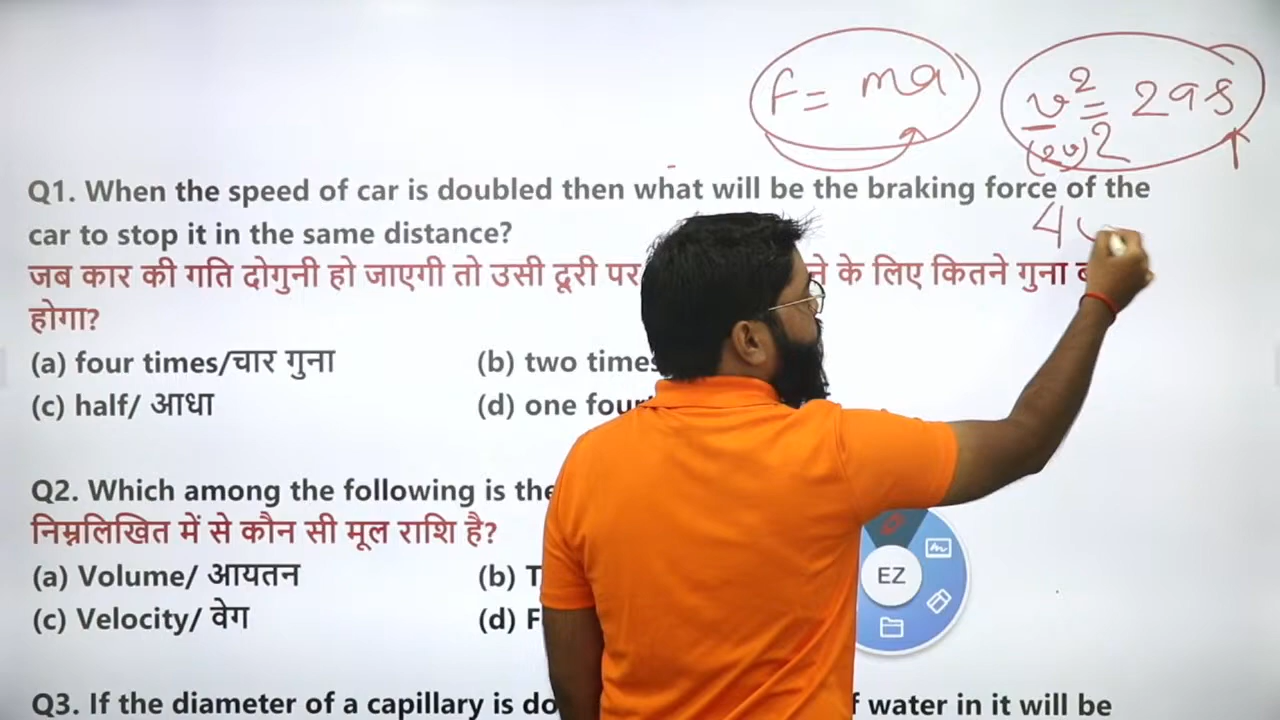 F = ma
v² = 2as
(2v)²
4
Q1. When the speed of car is doubled then what will be the braking force of the
car to stop it in the same distance?
जब कार की गति दोगुनी हो जाएगी तो उसी दूरी पर के लिए कितने गुना
होगा?
(a) four times/चार गुना (b) two times
(c) half/ आधा (d) one
Q2. Which among the following is the
निम्नलिखित में से कौन सी मूल राशि है?
(a) Volume/ आयतन (b)
(c) Velocity/ वेग (d)
EZ
Q3. If the diameter of a capillary is water in it will be